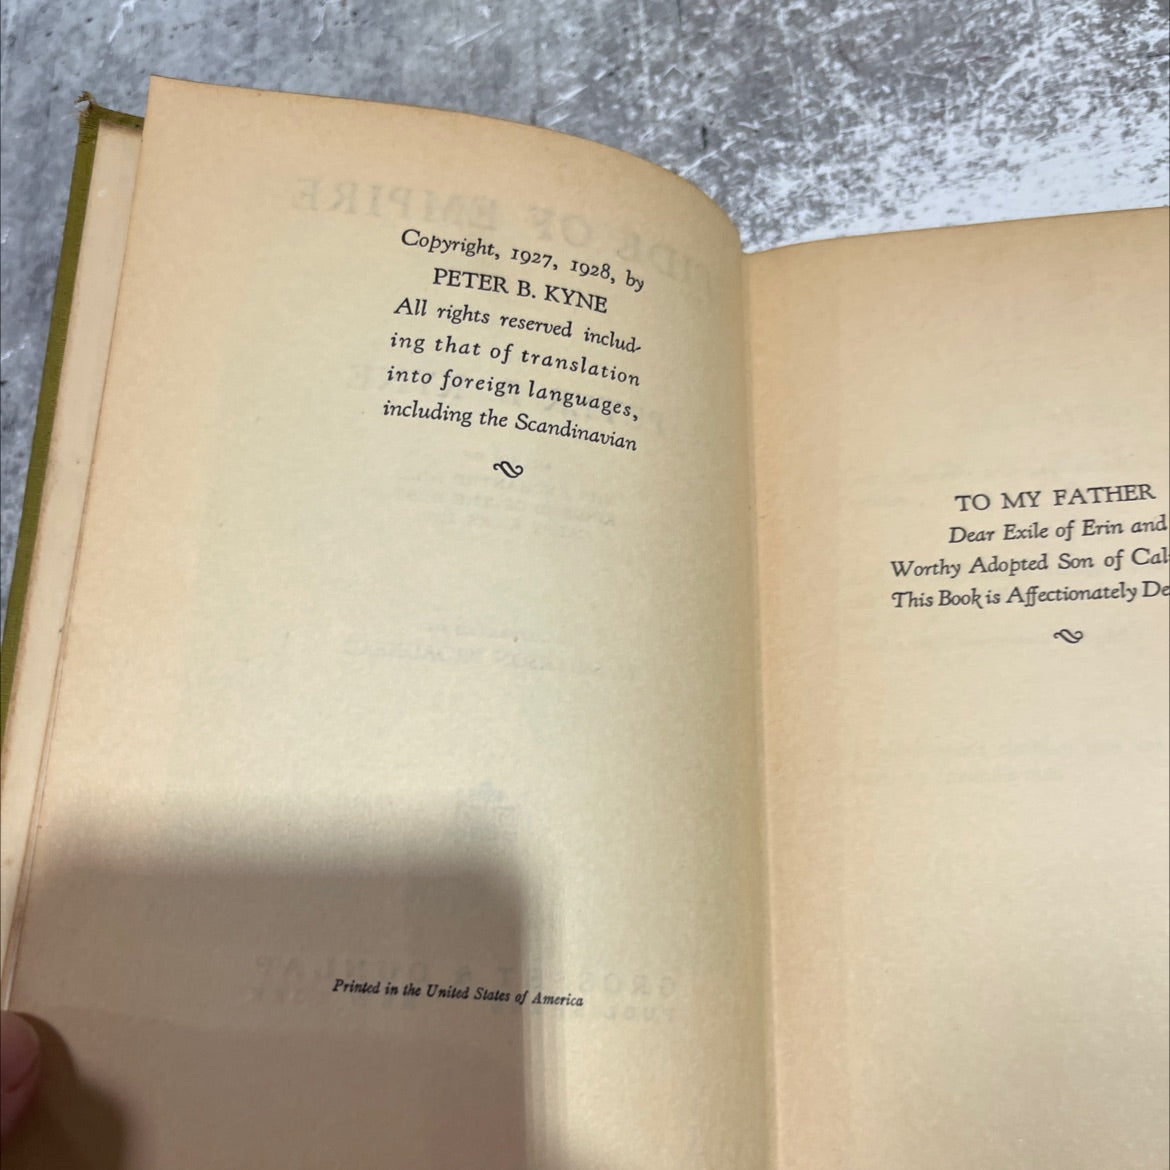 Copyright, 1927, 1928, by
PETER B. KYNE
All rights reserved includ-
ing that of translation
into foreign languages,
including the Scandinavian
Printed in the United States of America
TO MY FATHER
Dear Exile of Erin and
Worthy Adopted Son of Cal
This Book is Affectionately De